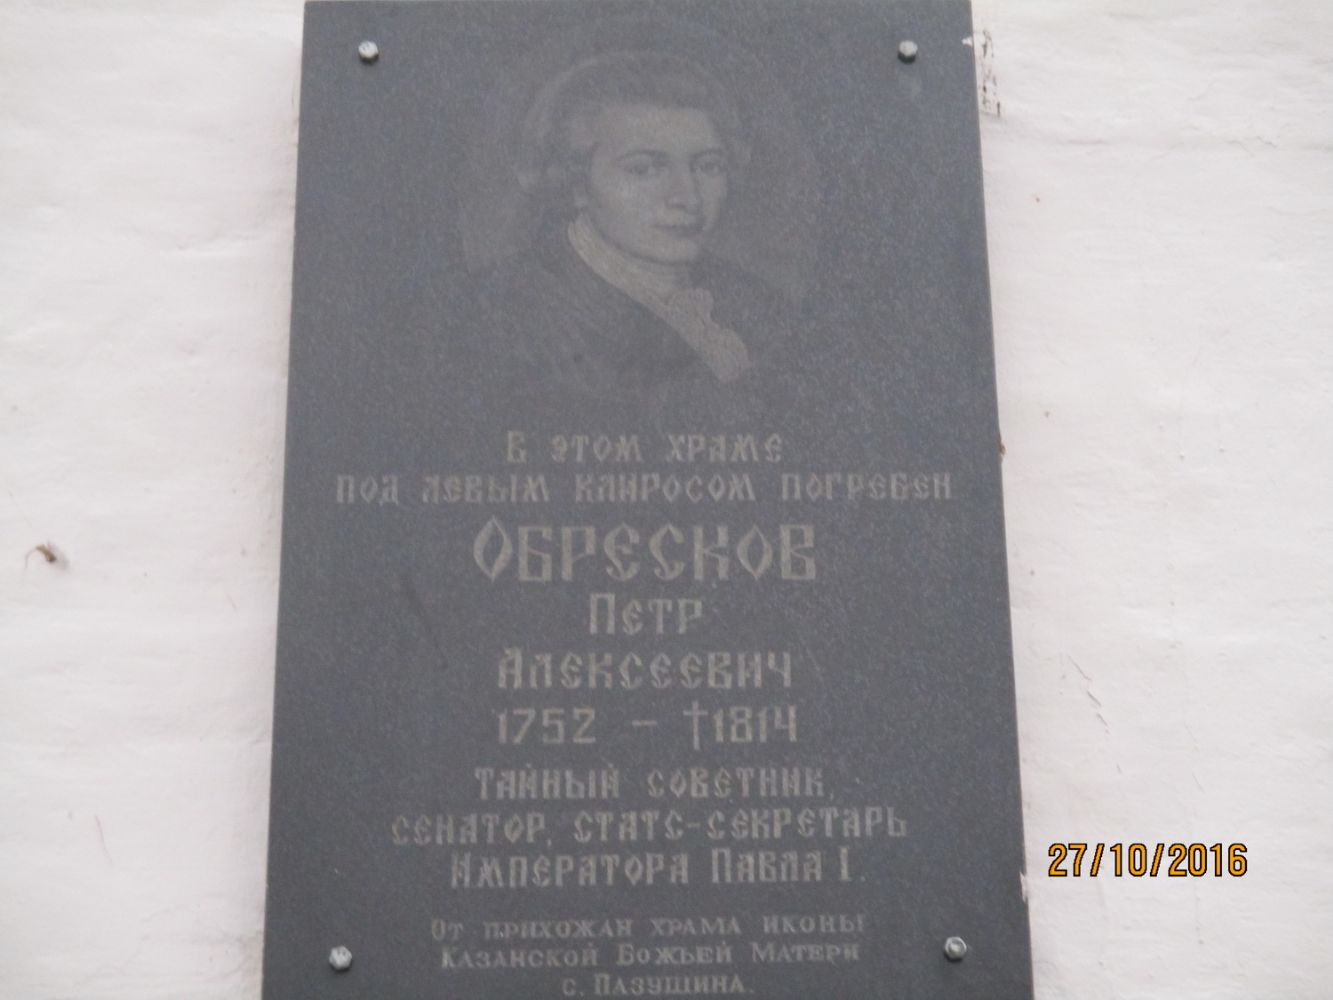 В этом храме
под левым клиросом погребен
Обресков
Петр
Алексеевич
1752 - †1814
тайный советник,
сенатор, статс-секретарь
Императора Павла I.
От прихожан храма иконы
Казанской Божьей Матери
с. Пазушина.
27/10/2016